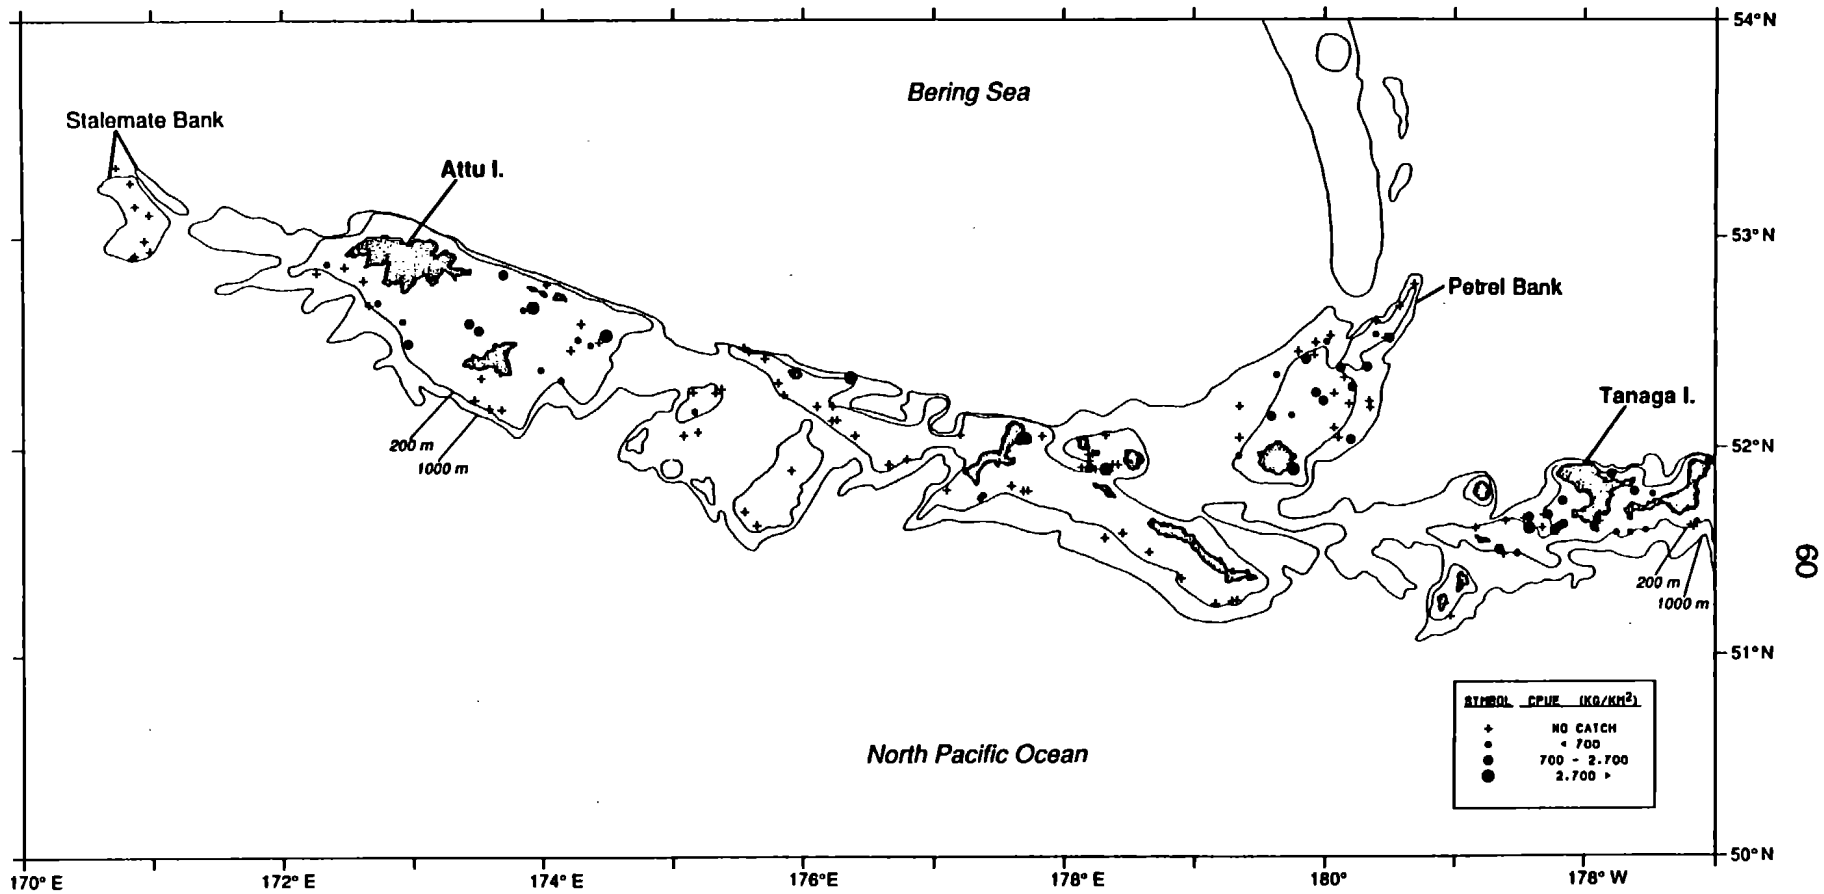 54°N
Bering Sea
Stalemate Bank
Attu I.
53°N
Petrel Bank
Tanaga I.
52°N
200 m
1000 m
200 m
1000 m
60
51°N
SYMBOL CPUE (KG/KM²)
+ NO CATCH
< 700
700 - 2.700
2.700 >
North Pacific Ocean
50°N
170° E 172° E 174° E 176° E 178° E 180° 178° W